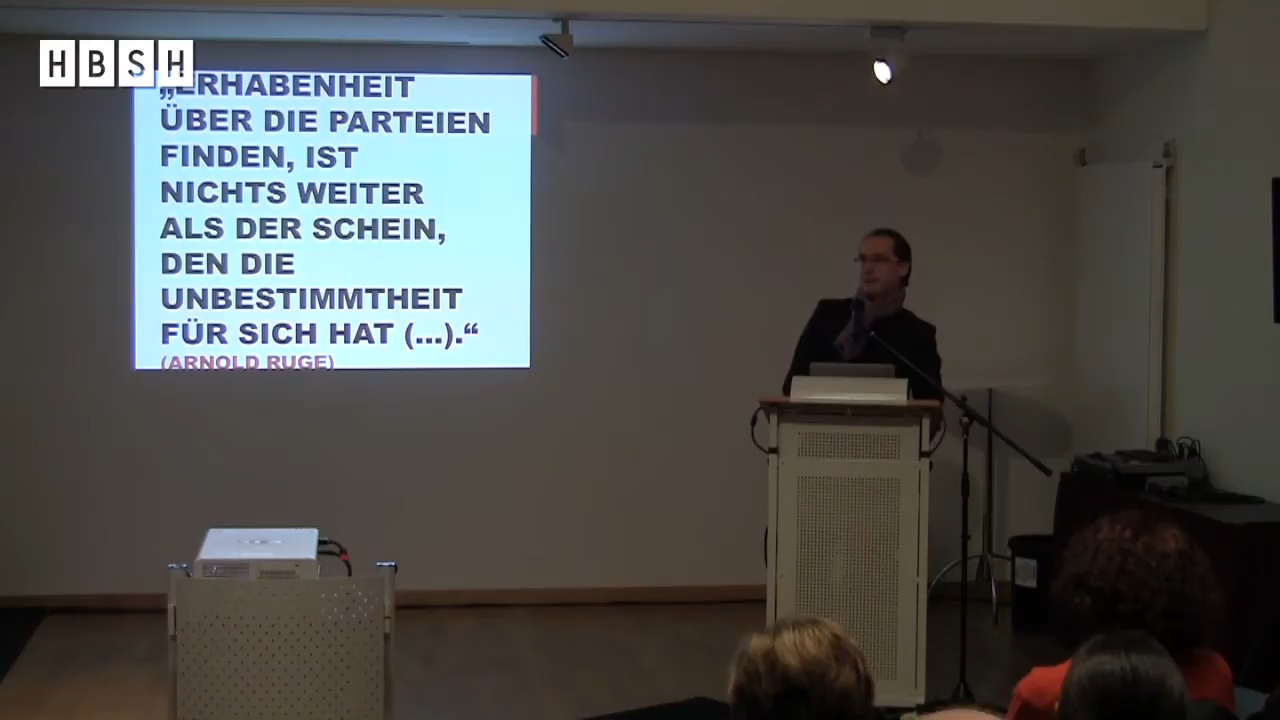 HBSH
„ERHABENHEIT
ÜBER DIE PARTEIEN
FINDEN, IST
NICHTS WEITER
ALS DER SCHEIN,
DEN DIE
UNBESTIMMTHEIT
FÜR SICH HAT (...).“
(ARNOLD RUGE)